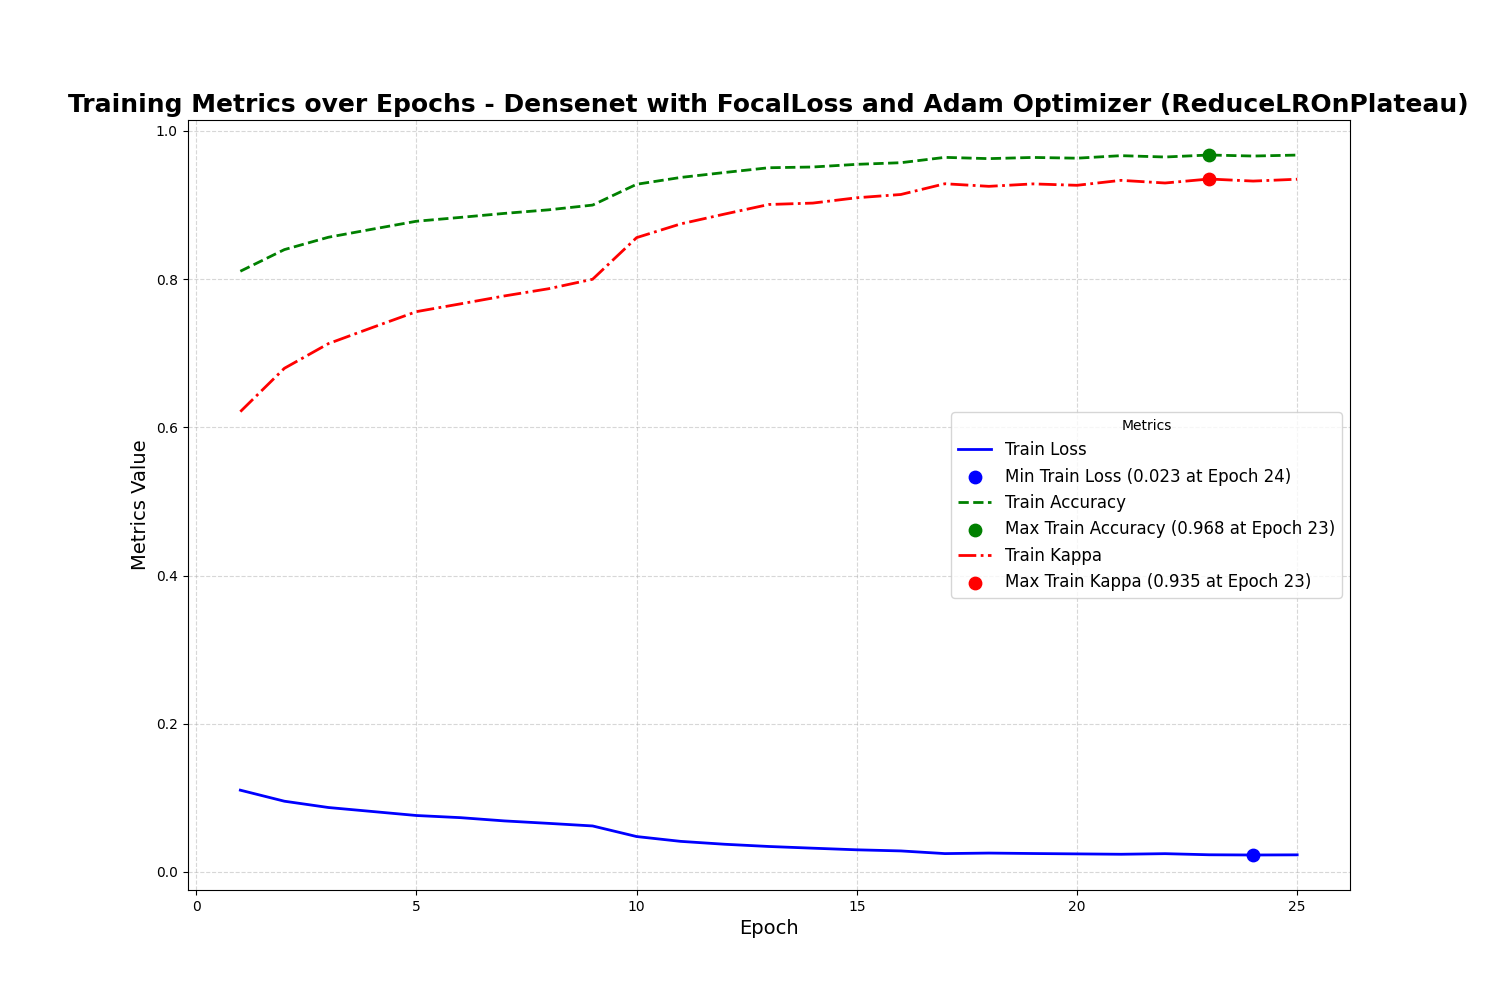 Training Metrics over Epochs - Densenet with FocalLoss and Adam Optimizer (ReduceLROnPlateau)
1.0
0.8
0.6
0.4
0.2
0.0
Metrics Value
Metrics
Train Loss
Min Train Loss (0.023 at Epoch 24)
Train Accuracy
Max Train Accuracy (0.968 at Epoch 23)
Train Kappa
Max Train Kappa (0.935 at Epoch 23)
0 5 10 15 20 25
Epoch